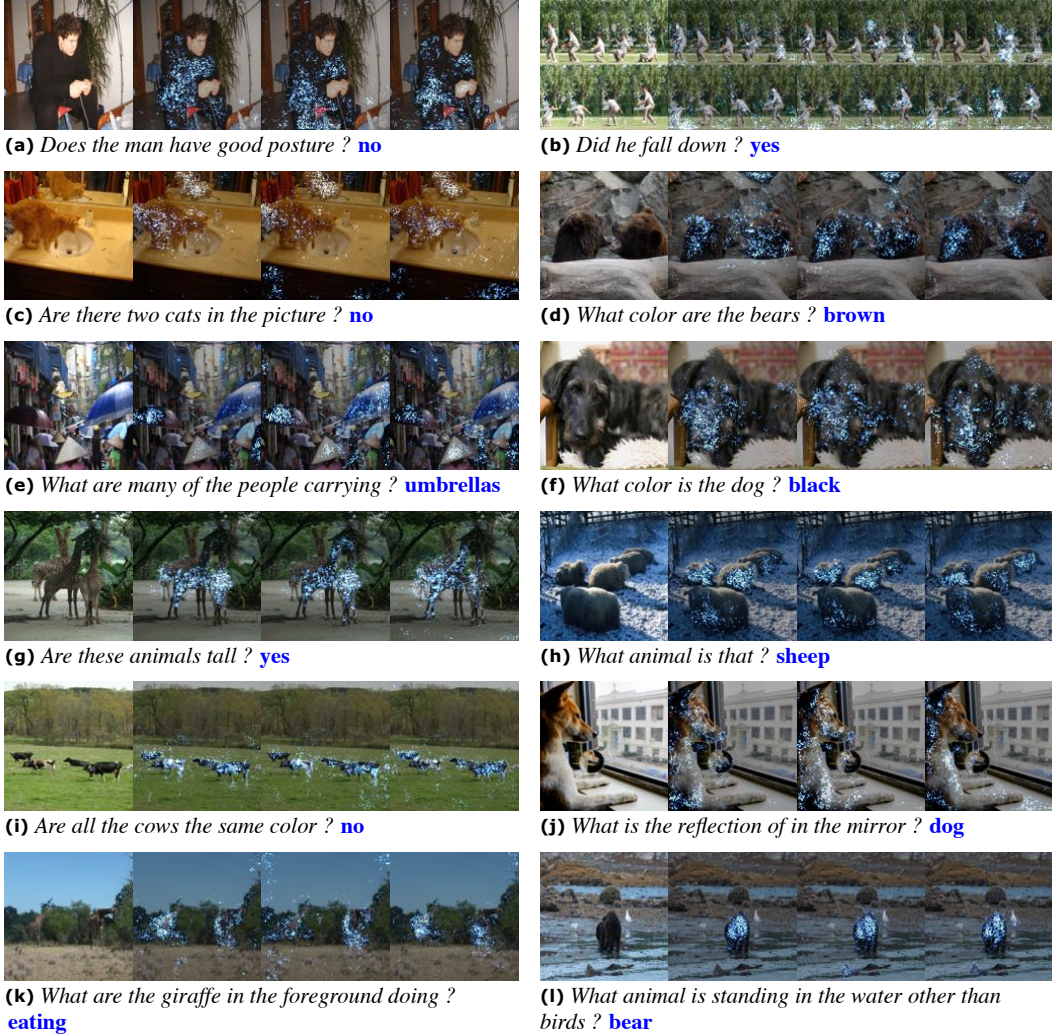 (a) Does the man have good posture ? no
(b) Did he fall down ? yes
(c) Are there two cats in the picture ? no
(d) What color are the bears ? brown
(e) What are many of the people carrying ? umbrellas
(f) What color is the dog ? black
(g) Are these animals tall ? yes
(h) What animal is that ? sheep
(i) Are all the cows the same color ? no
(j) What is the reflection of in the mirror ? dog
(k) What are the giraffe in the foreground doing ?
eating
(l) What animal is standing in the water other than
birds ? bear